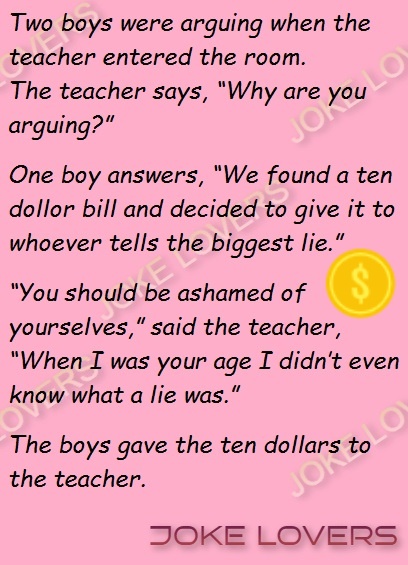 Two boys were arguing when the
teacher entered the room.
The teacher says, “Why are you
arguing?”
One boy answers, “We found a ten
dollor bill and decided to give it to
whoever tells the biggest lie.”
$
“You should be ashamed of
yourselves,” said the teacher,
“When I was your age I didn’t even
know what a lie was.”
The boys gave the ten dollars to
the teacher.
JOKE LOVERS